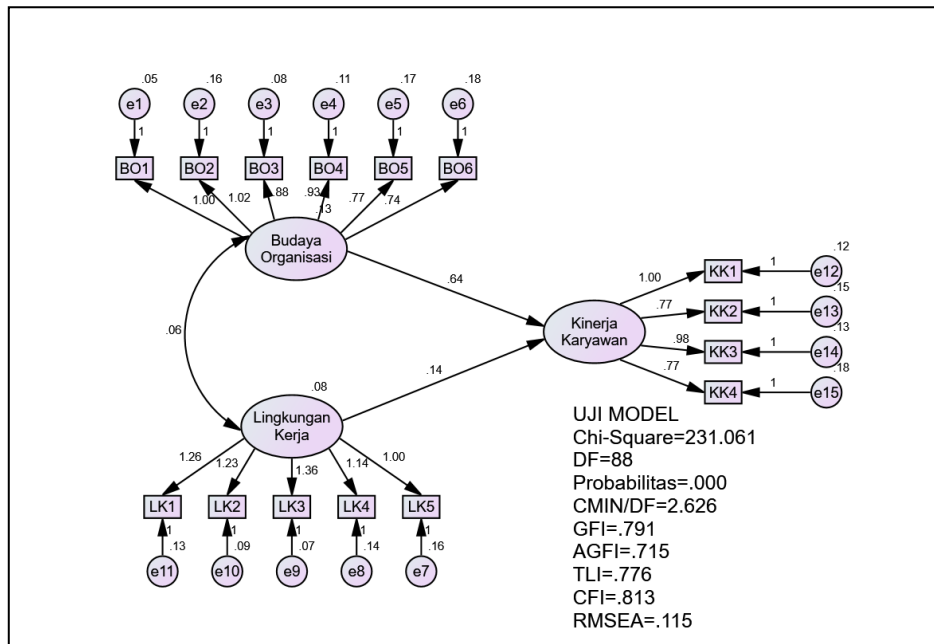 .05 .16 .08 .11 .17 .18
e1 e2 e3 e4 e5 e6
1 1 1 1 1 1
BO1 BO2 BO3 BO4 BO5 BO6
1.00 1.02 .88 .93 .77 .74
.13
Budaya
Organisasi
.64
.06
.14
.08
Lingkungan
Kerja
1.26 1.23 1.36 1.14 1.00
LK1 LK2 LK3 LK4 LK5
1 1 1 1 1
.13 .09 .07 .14 .16
e11 e10 e9 e8 e7
Kinerja
Karyawan
.12
1.00 KK1 1 e12
.15
.77 KK2 1 e13
.13
.98 KK3 1 e14
.18
.77 KK4 1 e15
UJI MODEL
Chi-Square=231.061
DF=88
Probabilitas=.000
CMIN/DF=2.626
GFI=.791
AGFI=.715
TLI=.776
CFI=.813
RMSEA=.115